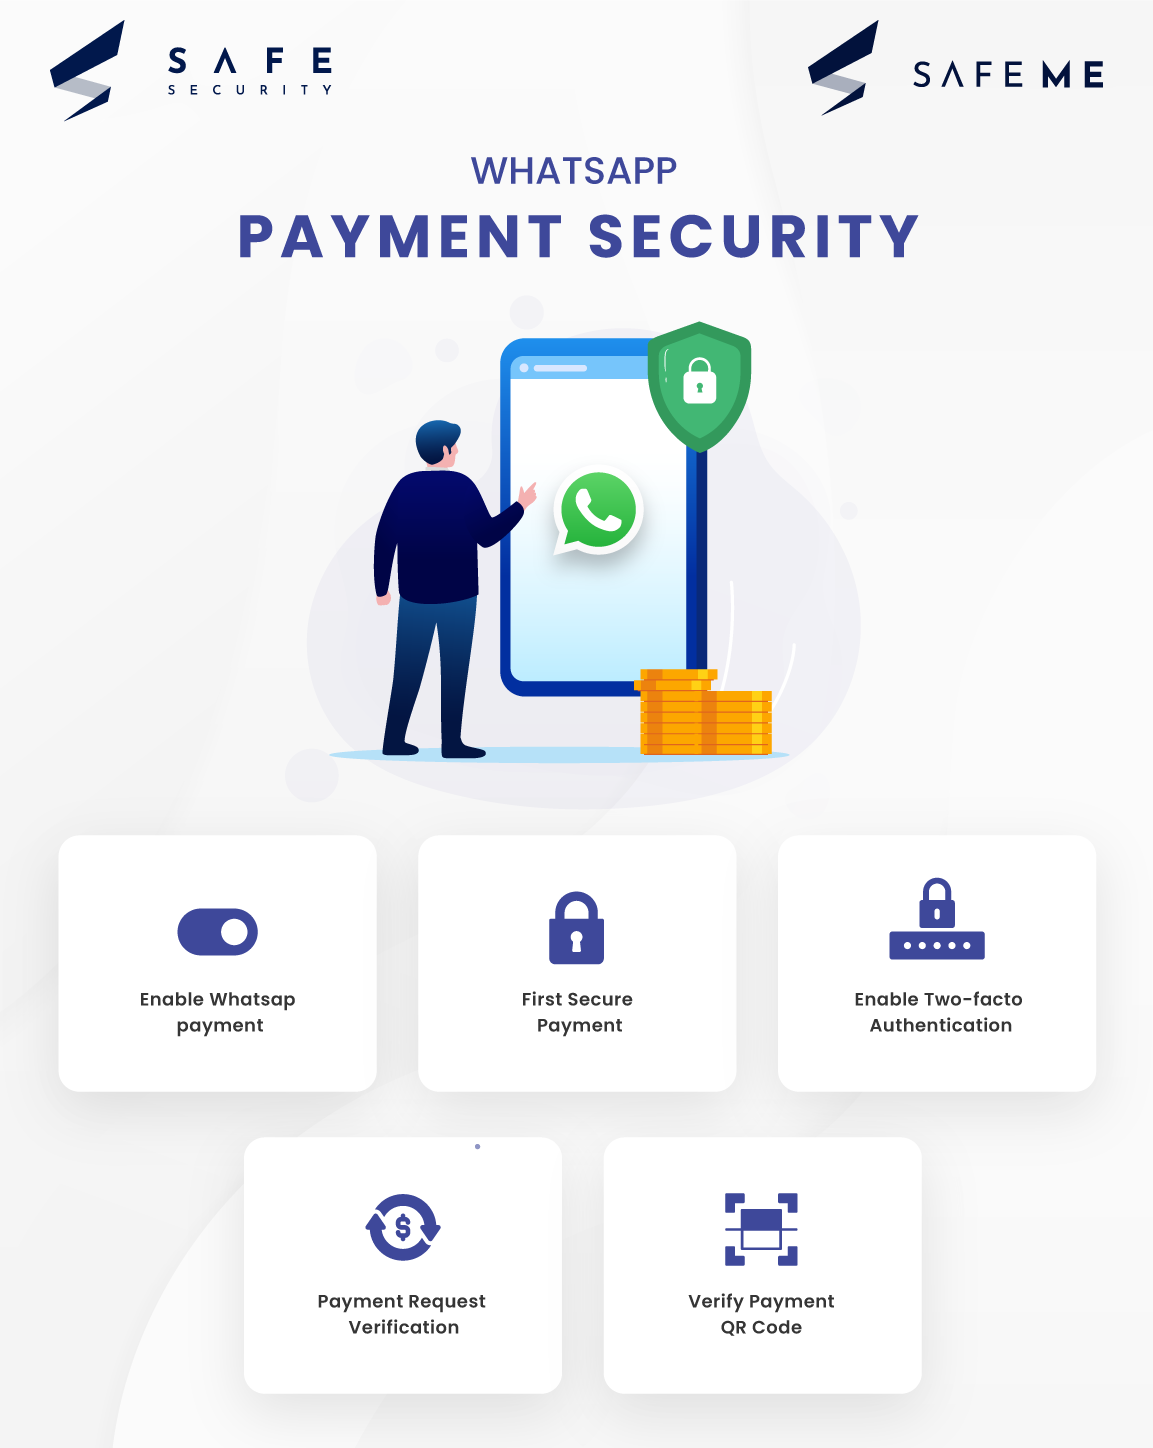 SAFE
SECURITY
SAFE ME
WHATSAPP
PAYMENT SECURITY
Enable Whatsap
payment
First Secure
Payment
Enable Two-facto
Authentication
Payment Request
Verification
Verify Payment
QR Code